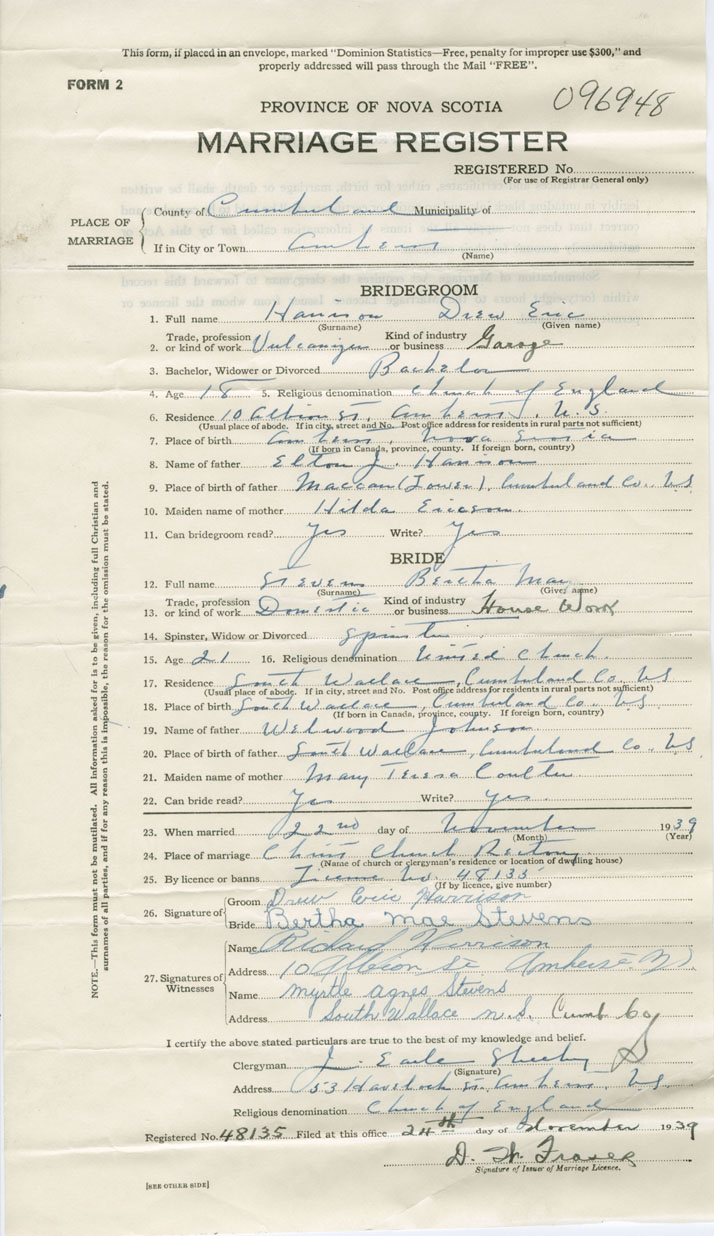 This form, if placed in an envelope, marked "Dominion Statistics—Free, penalty for improper use $300," and
properly addressed will pass through the Mail "FREE".
FORM 2
096948
PROVINCE OF NOVA SCOTIA
MARRIAGE REGISTER
REGISTERED No.
(For use of Registrar General only)
PLACE OF MARRIAGE
County of Cumberland Municipality of
If in City or Town Amherst
(Name)
BRIDEGROOM
1. Full name Harrison Drew Eric
(Surname) (Given name)
Trade, profession Kind of industry
2. or kind of work Vulcanizer or business Garage
3. Bachelor, Widower or Divorced Bachelor
4. Age 18 5. Religious denomination Church of England
6. Residence 10 Albion St, Amherst, N.S.
(Usual place of abode. If in city, street and No. Post office address for residents in rural parts not sufficient)
7. Place of birth Amherst, Nova Scotia
(If born in Canada, province, county. If foreign born, country)
8. Name of father Elton J. Harrison
9. Place of birth of father Maccan (Lower), Cumberland Co., N.S.
10. Maiden name of mother Hilda Ericson
11. Can bridegroom read? Yes Write? Yes
BRIDE
12. Full name Stevens Bertha Mae
(Surname) (Given name)
Trade, profession Kind of industry
13. or kind of work Domestic or business House Work
14. Spinster, Widow or Divorced Spinster
15. Age 21 16. Religious denomination United Church
17. Residence South Wallace, Cumberland Co. N.S.
(Usual place of abode. If in city, street and No. Post office address for residents in rural parts not sufficient)
18. Place of birth South Wallace, Cumberland Co. N.S.
(If born in Canada, province, county. If foreign born, country)
19. Name of father Welwood Johnson
20. Place of birth of father South Wallace, Cumberland Co. N.S.
21. Maiden name of mother Mary Teresa Coulter
22. Can bride read? Yes Write? Yes.
23. When married 22nd day of November 1939
(Month) (Year)
24. Place of marriage Christ Church Rectory
(Name of church or clergyman's residence or location of dwelling house)
25. By licence or banns License No. 48135
(If by licence, give number)
26. Signature of
Groom Drew Eric Harrison
Bride Bertha Mae Stevens
27. Signatures of Witnesses
Name Richard Harrison
Address 10 Albion St Amherst N.S.
Name Myrtle Agnes Stevens
Address South Wallace N.S. Cumb Co
I certify the above stated particulars are true to the best of my knowledge and belief.
Clergyman J. Earle
(Signature)
Address 53 Havelock St. Amherst, N.S.
Religious denomination Church of England
Registered No. 48135 Filed at this office 24th day of November 1939
D. W. Fraser
Signature of Issuer of Marriage Licence.
[SEE OTHER SIDE]
NOTE.—This form must not be mutilated. All information asked for is to be given, including full Christian and
surnames of all parties, and if for any reason this is impossible, the reason for the omission must be stated.